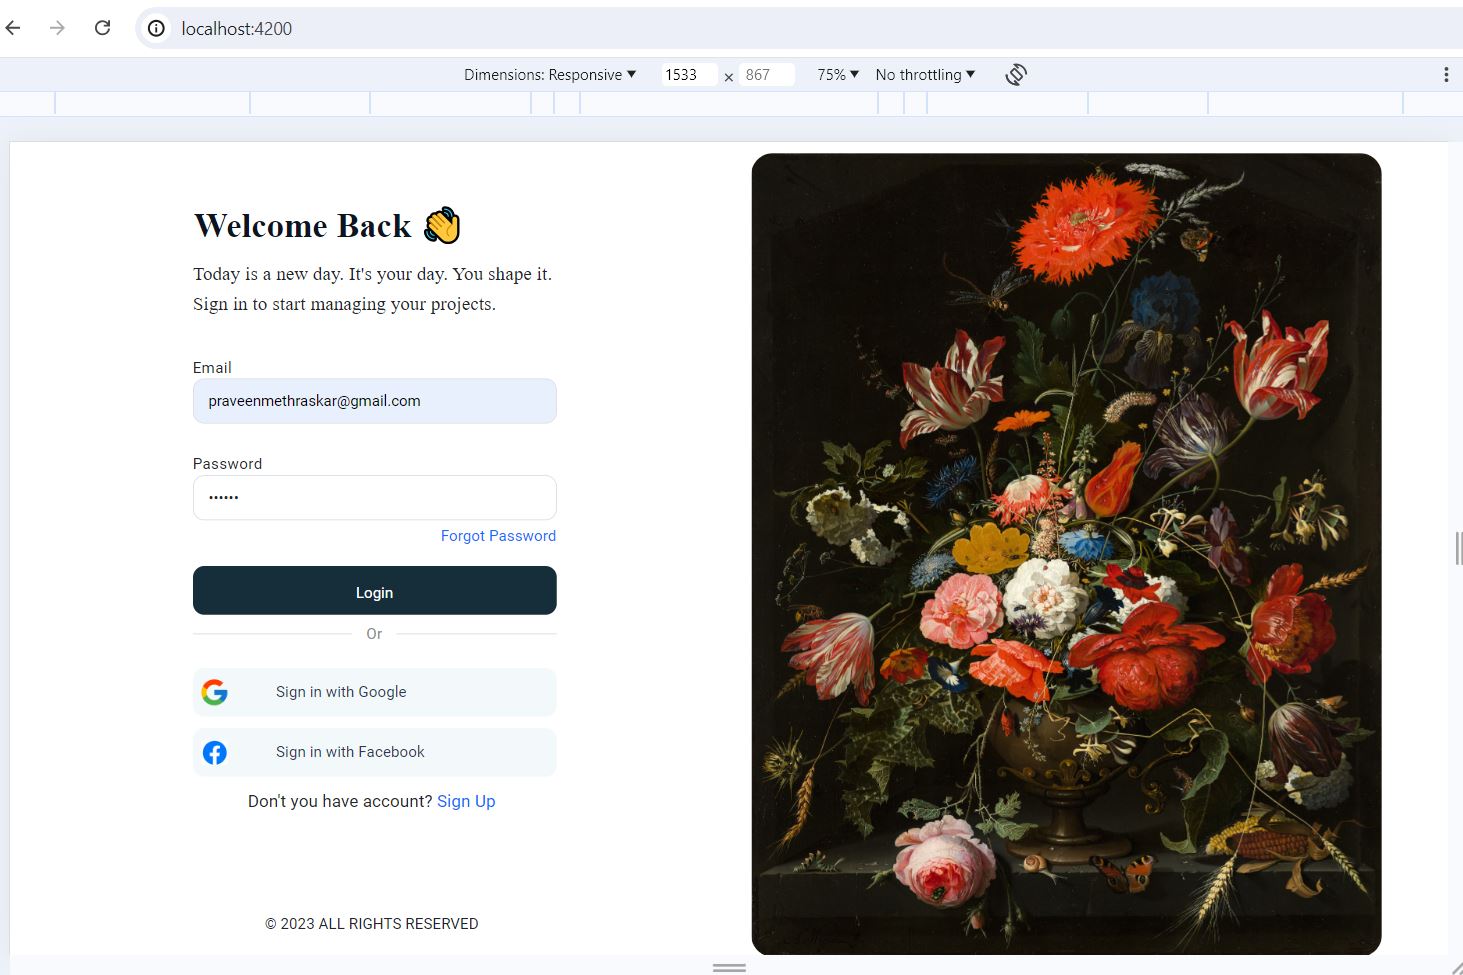 localhost:4200
Dimensions: Responsive ▼ 1533 × 867 75% ▼ No throttling ▼
Welcome Back 👋
Today is a new day. It's your day. You shape it.
Sign in to start managing your projects.
Email
praveenmethraskar@gmail.com
Password
••••••
Forgot Password
Login
Or
Sign in with Google
Sign in with Facebook
Don't you have account? Sign Up
© 2023 ALL RIGHTS RESERVED